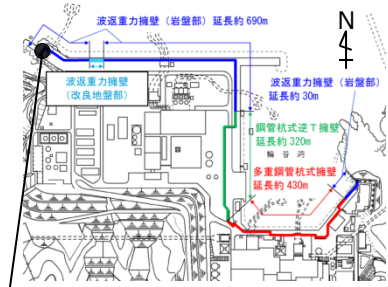 波返重力擁壁（岩盤部）延長約 690m
N
波返重力擁壁
（改良地盤部）
波返重力擁壁（岩盤部）
延長約 30m
鋼管杭式逆T擁壁
延長約 320m
輪谷湾
多重鋼管杭式擁壁
延長約 430m